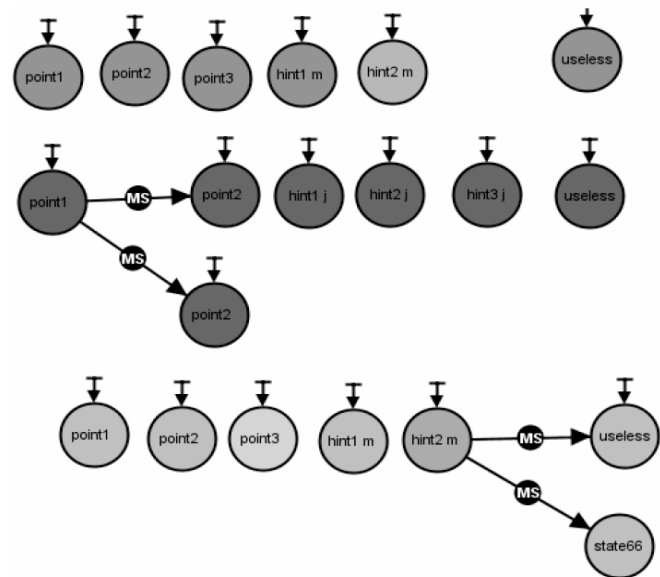 point1 point2 point3 hint1 m hint2 m useless
point1 MS point2 hint1 j hint2 j hint3 j useless
MS
point2
point1 point2 point3 hint1 m hint2 m MS useless
MS
state66